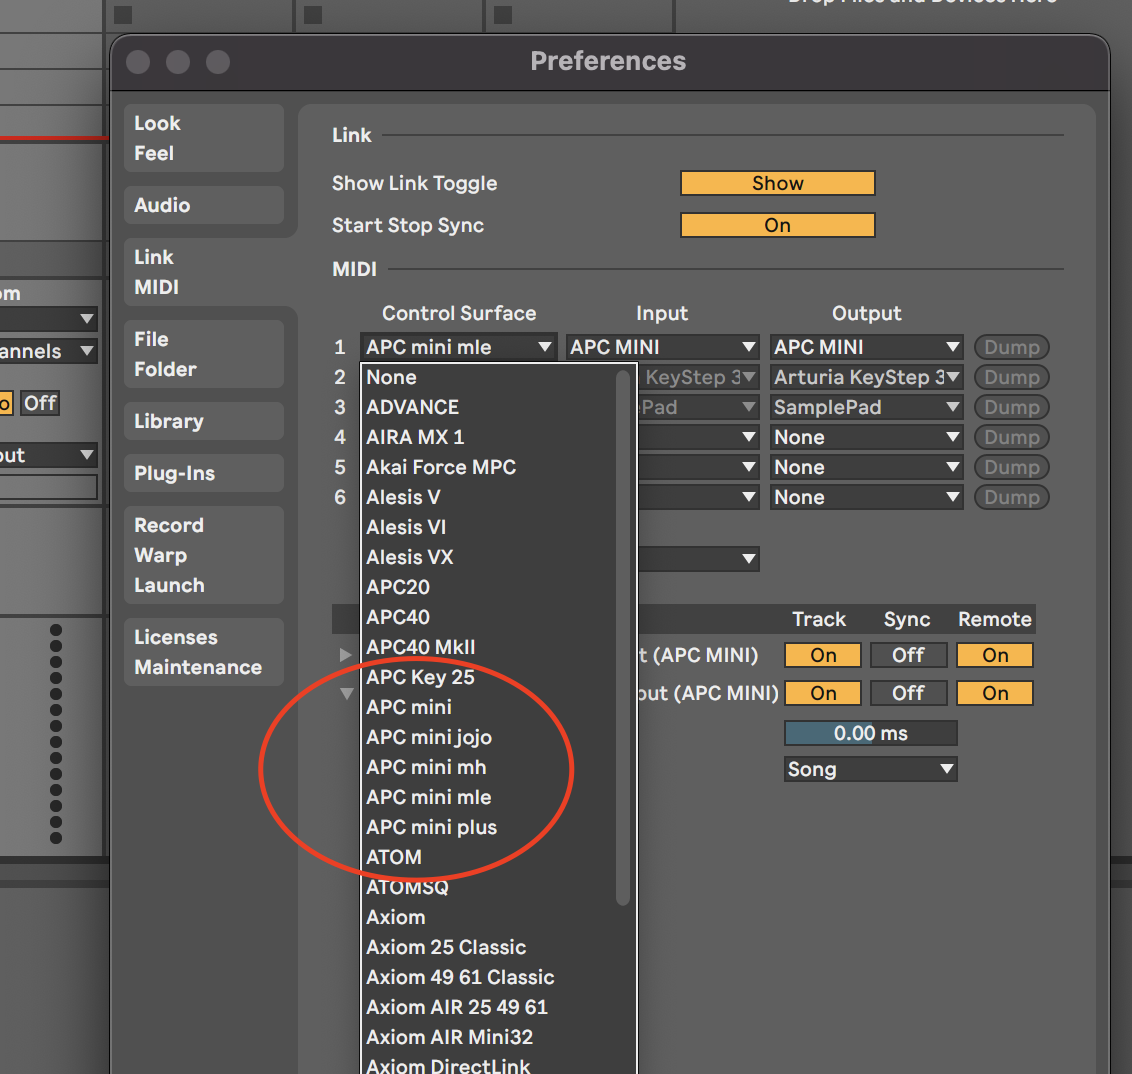 Drop Files and Devices Here
Preferences
Look
Feel
Audio
Link
MIDI
File
Folder
Library
Plug-Ins
Record
Warp
Launch
Licenses
Maintenance
om
annels
o Off
out
Link
Show Link Toggle Show
Start Stop Sync On
MIDI
Control Surface Input Output
1 APC mini mle APC MINI APC MINI Dump
2 KeyStep 3 Arturia KeyStep 3 Dump
3 ePad SamplePad Dump
4 None Dump
5 None Dump
6 None Dump
None
ADVANCE
AIRA MX 1
Akai Force MPC
Alesis V
Alesis VI
Alesis VX
APC20
APC40
APC40 MkII
APC Key 25
APC mini
APC mini jojo
APC mini mh
APC mini mle
APC mini plus
ATOM
ATOMSQ
Axiom
Axiom 25 Classic
Axiom 49 61 Classic
Axiom AIR 25 49 61
Axiom AIR Mini32
Axiom DirectLink
Track Sync Remote
t (APC MINI) On Off On
out (APC MINI) On Off On
0.00 ms
Song